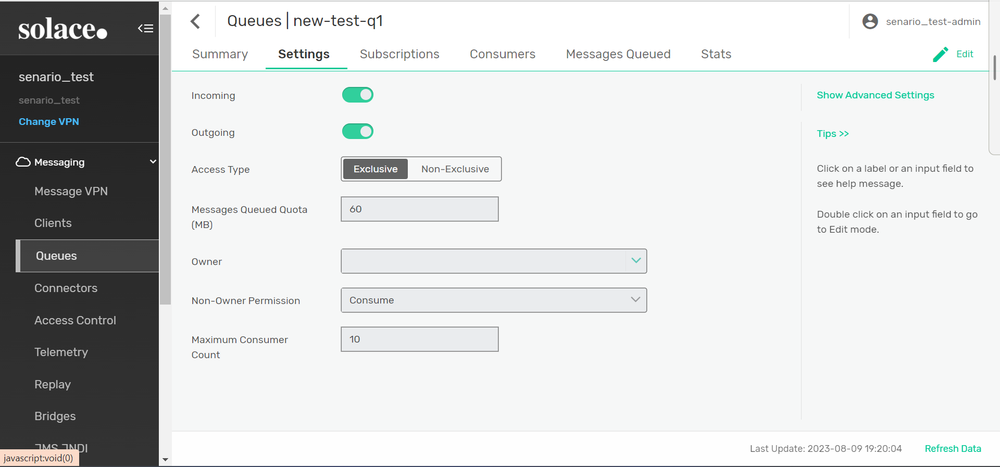 solace.
senario_test
senario_test
Change VPN
Messaging
Message VPN
Clients
Queues
Connectors
Access Control
Telemetry
Replay
Bridges
JMS JNDI
javascript:void(0)
Queues | new-test-q1
senario_test-admin
Summary Settings Subscriptions Consumers Messages Queued Stats
Edit
Incoming
Outgoing
Access Type Exclusive Non-Exclusive
Messages Queued Quota
(MB)
60
Owner
Non-Owner Permission Consume
Maximum Consumer
Count
10
Show Advanced Settings
Tips >>
Click on a label or an input field to
see help message.
Double click on an input field to go
to Edit mode.
Last Update: 2023-08-09 19:20:04 Refresh Data